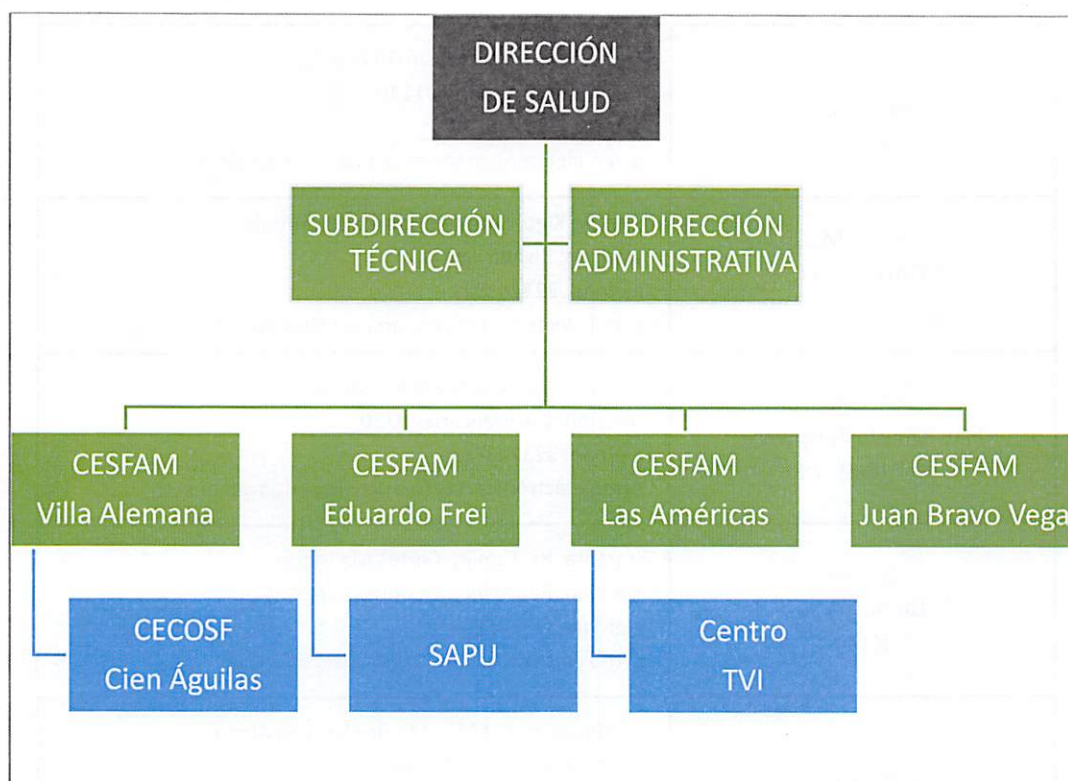 DIRECCIÓN
DE SALUD
SUBDIRECCIÓN
TÉCNICA
SUBDIRECCIÓN
ADMINISTRATIVA
CESFAM
Villa Alemana
CESFAM
Eduardo Frei
CESFAM
Las Américas
CESFAM
Juan Bravo Vega
CECOSF
Cien Águilas
SAPU
Centro
TVI